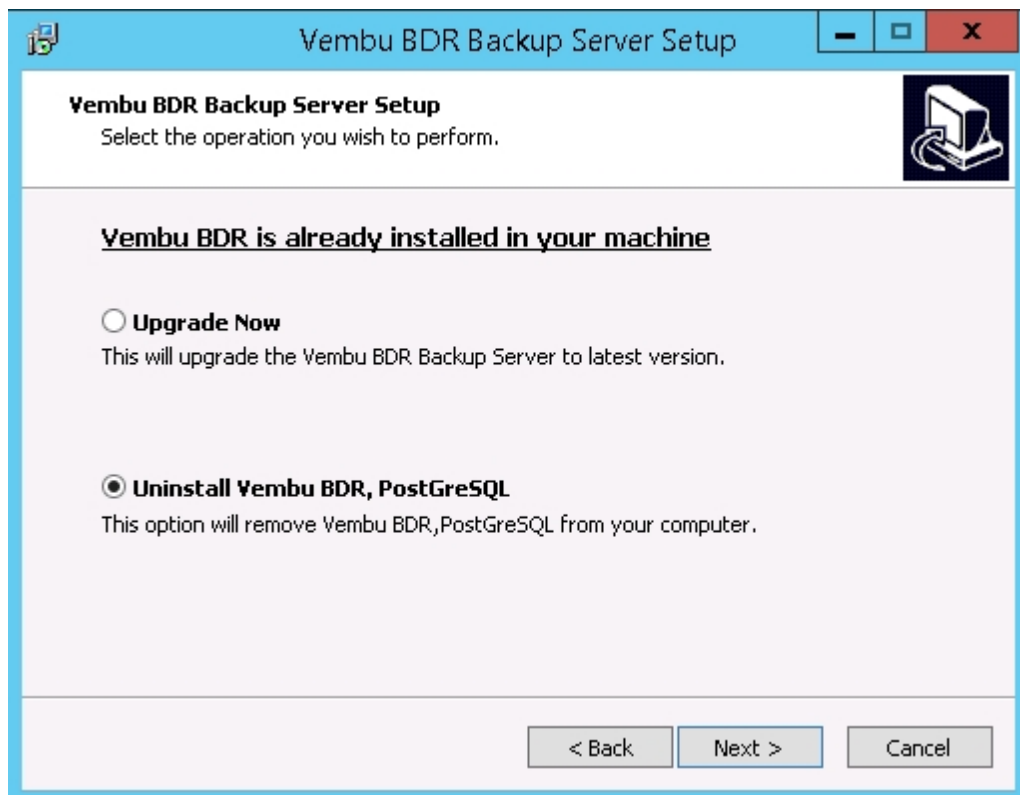 Vembu BDR Backup Server Setup
Vembu BDR Backup Server Setup
Select the operation you wish to perform.
Vembu BDR is already installed in your machine
Upgrade Now
This will upgrade the Vembu BDR Backup Server to latest version.
Uninstall Vembu BDR, PostGreSQL
This option will remove Vembu BDR,PostGreSQL from your computer.
< Back Next > Cancel